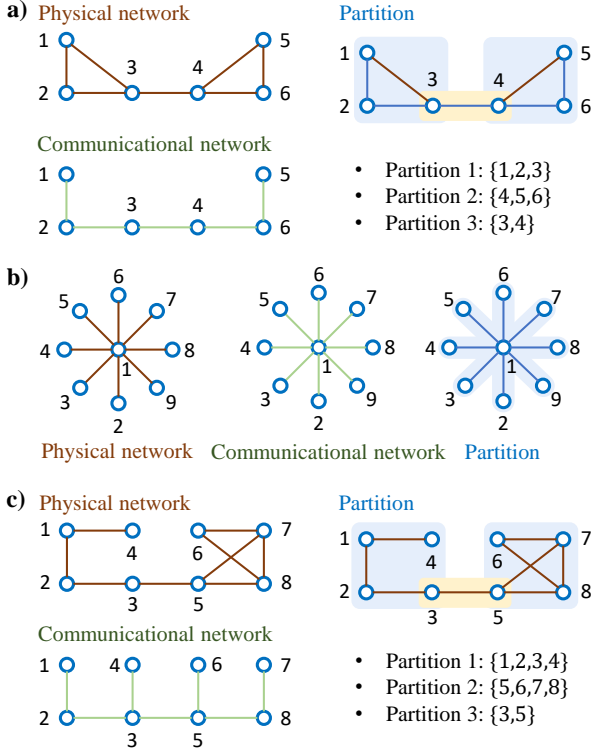 a) Physical network
1 3 4 5
2 6
Communicational network
1 5
3 4
2 6
Partition
1 3 4 5
2 6
• Partition 1: {1,2,3}
• Partition 2: {4,5,6}
• Partition 3: {3,4}
b)
6
5 7
4 8
1
3 9
2
Physical network
6
5 7
4 8
1
3 9
2
Communicational network
6
5 7
4 8
1
3 9
2
Partition
c) Physical network
1 7
4 6
2 8
3 5
Communicational network
1 4 6 7
2 8
3 5
Partition
1 7
4 6
2 8
3 5
• Partition 1: {1,2,3,4}
• Partition 2: {5,6,7,8}
• Partition 3: {3,5}